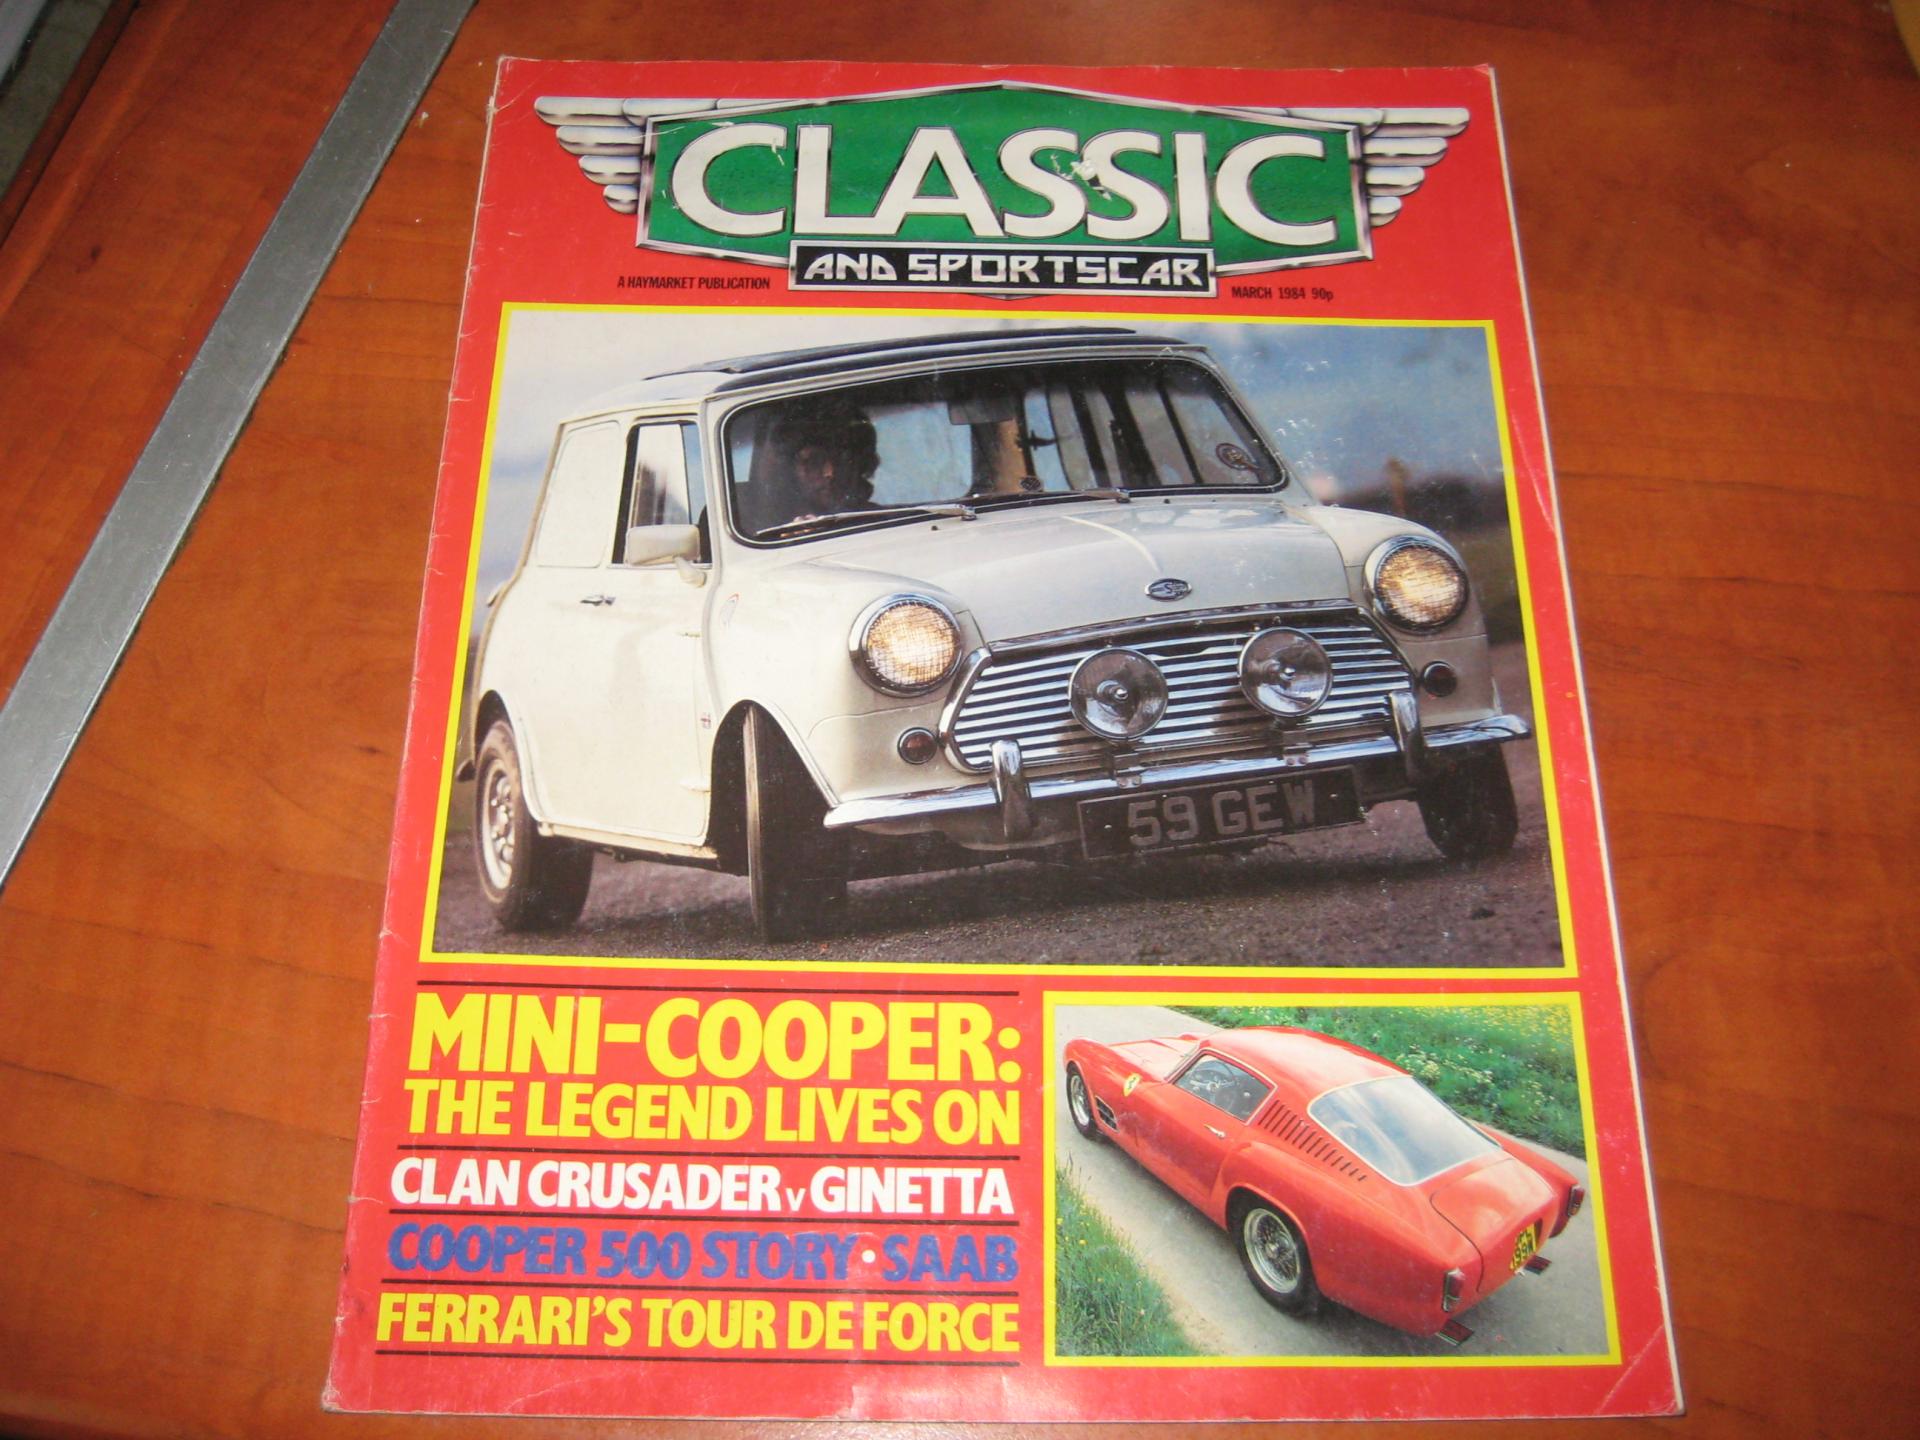 CLASSIC
AND SPORTSCAR
A HAYMARKET PUBLICATION
MARCH 1984 90p
59 GEW
MINI-COOPER:
THE LEGEND LIVES ON
CLAN CRUSADER v GINETTA
COOPER 500 STORY • SAAB
FERRARI'S TOUR DE FORCE